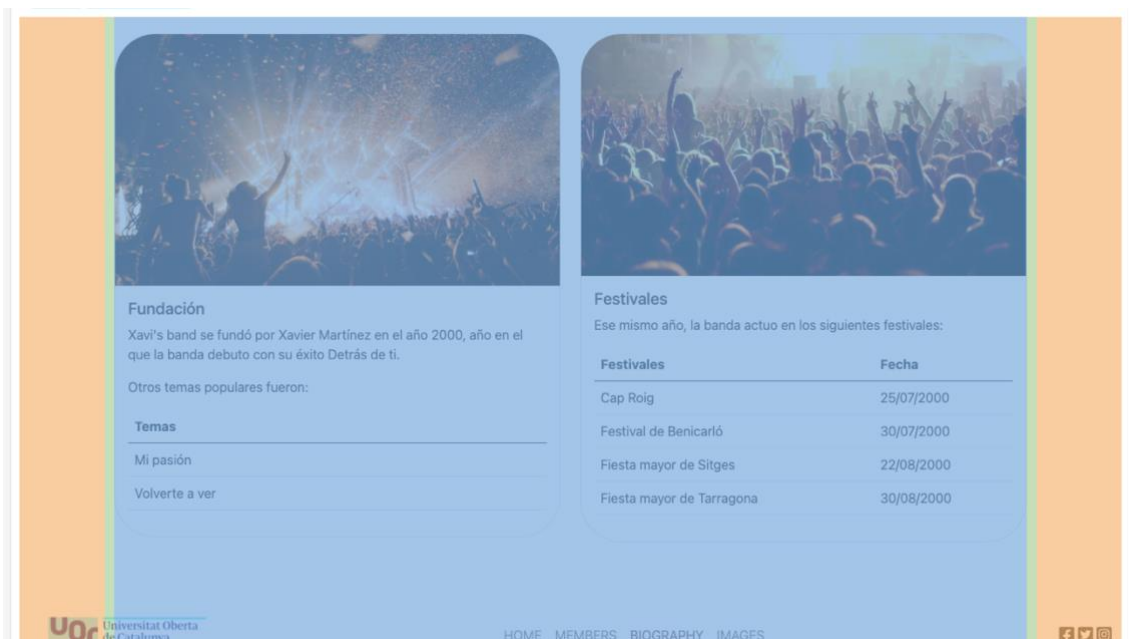 Fundación
Xavi's band se fundó por Xavier Martínez en el año 2000, año en el
que la banda debuto con su éxito Detrás de ti.
Otros temas populares fueron:
Temas
Mi pasión
Volverte a ver
Festivales
Ese mismo año, la banda actuo en los siguientes festivales:
Festivales Fecha
Cap Roig 25/07/2000
Festival de Benicarló 30/07/2000
Fiesta mayor de Sitges 22/08/2000
Fiesta mayor de Tarragona 30/08/2000
UOC Universitat Oberta
de Catalunya
HOME MEMBERS BIOGRAPHY IMAGES